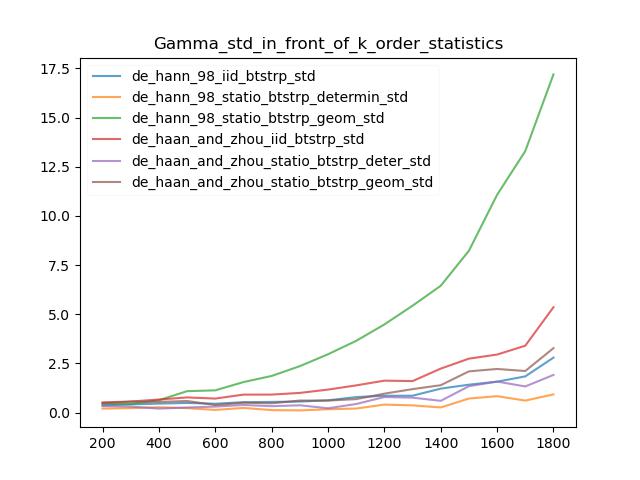 Gamma_std_in_front_of_k_order_statistics
de_hann_98_iid_btstrp_std
de_hann_98_statio_btstrp_determin_std
de_hann_98_statio_btstrp_geom_std
de_haan_and_zhou_iid_btstrp_std
de_haan_and_zhou_statio_btstrp_deter_std
de_haan_and_zhou_statio_btstrp_geom_std
17.5
15.0
12.5
10.0
7.5
5.0
2.5
0.0
200 400 600 800 1000 1200 1400 1600 1800